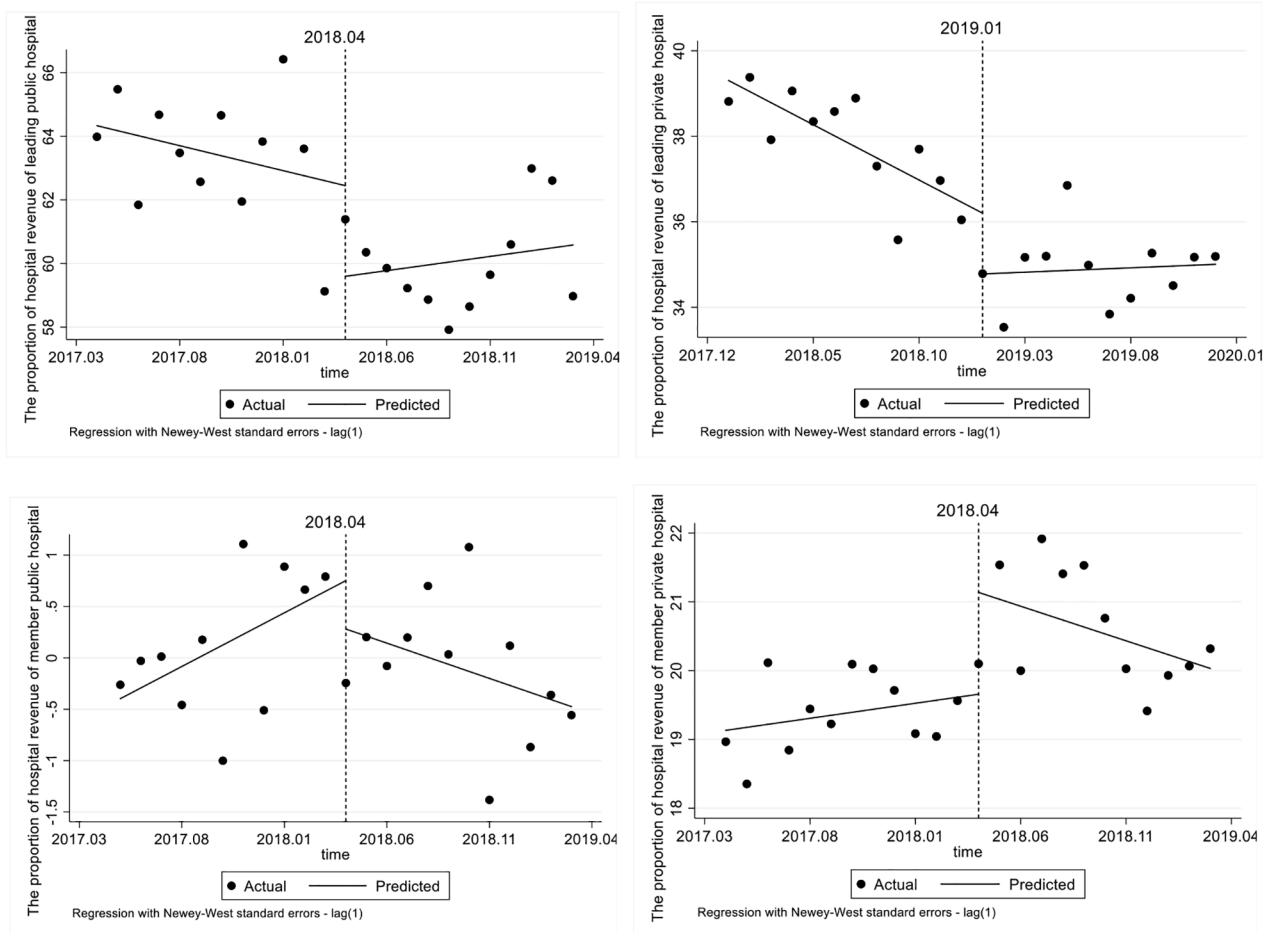 2018.04
The proportion of hospital revenue of leading public hospital
66
64
62
60
58
2017.03 2017.08 2018.01 2018.06 2018.11 2019.04
time
Actual Predicted
Regression with Newey-West standard errors - lag(1)
2019.01
The proportion of hospital revenue of leading private hospital
40
38
36
34
2017.12 2018.05 2018.10 2019.03 2019.08 2020.01
time
Actual Predicted
Regression with Newey-West standard errors - lag(1)
2018.04
The proportion of hospital revenue of member public hospital
1
.5
0
-.5
-1
-1.5
2017.03 2017.08 2018.01 2018.06 2018.11 2019.04
time
Actual Predicted
Regression with Newey-West standard errors - lag(1)
2018.04
The proportion of hospital revenue of member private hospital
22
21
20
19
18
2017.03 2017.08 2018.01 2018.06 2018.11 2019.04
time
Actual Predicted
Regression with Newey-West standard errors - lag(1)